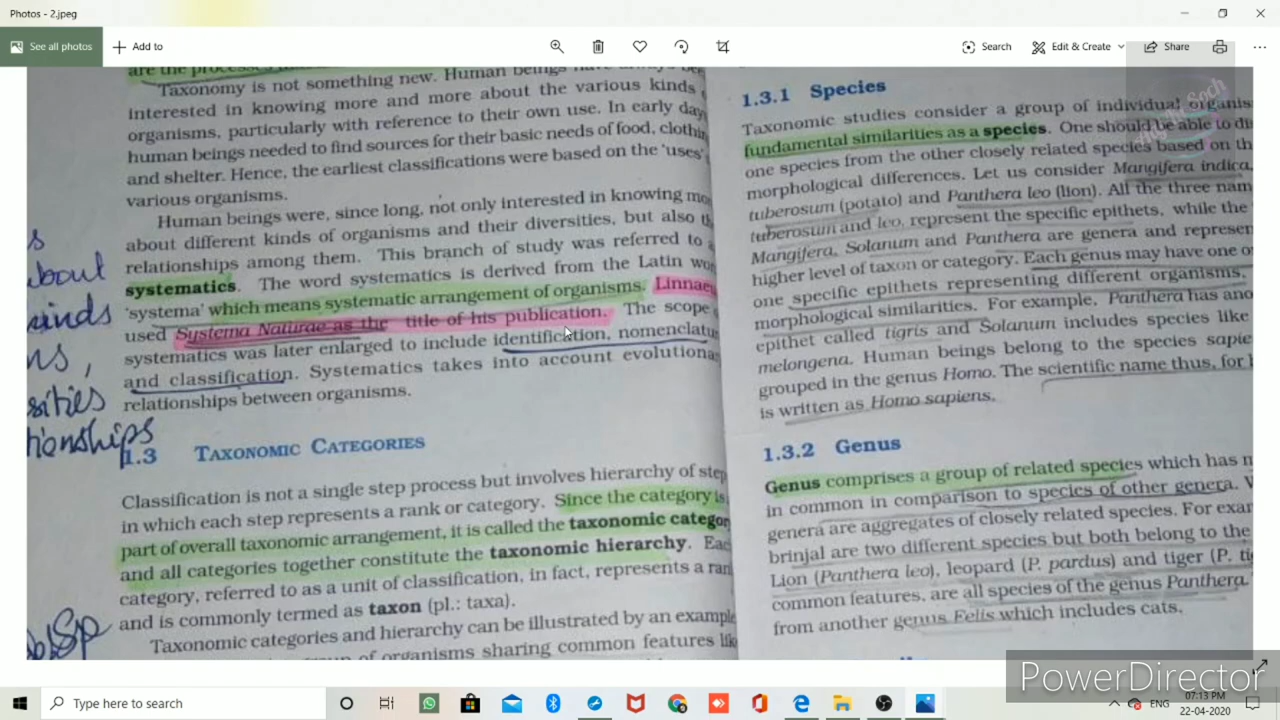 Photos - 2.jpeg
See all photos
Add to
Search
Edit & Create
Share
are the processes
Taxonomy is not something new. Human beings have always
interested in knowing more and more about the various kinds
organisms, particularly with reference to their own use. In early
human beings needed to find sources for their basic needs of food,
and shelter. Hence, the earliest classifications were based on the 'uses'
various organisms.
Human beings were, since long, not only interested in knowing
about different kinds of organisms and their diversities, but also
relationships among them. This branch of study was referred to
systematics. The word systematics is derived from the Latin
'systema' which means systematic arrangement of organisms.
used Systema Naturae as the title of his publication. The scope
systematics was later enlarged to include identification,
and classification. Systematics takes into account
relationships between organisms.
about
1.3 TAXONOMIC CATEGORIES
Classification is not a single step process but involves hierarchy of
in which each step represents a rank or category. Since the category is
part of overall taxonomic arrangement, it is called the taxonomic
and all categories together constitute the taxonomic hierarchy.
category, referred to as a unit of classification, in fact, represents a
and is commonly termed as taxon (pl.: taxa).
Taxonomic categories and hierarchy can be illustrated by an example
group of organisms sharing common features
1.3.1 Species
Taxonomic studies consider a group of individual
fundamental similarities as a species. One should be able to
one species from the other closely related species based on
morphological differences. Let us consider Mangifera indica,
tuberosum (potato) and Panthera leo (lion). All the three
tuberosum and leo, represent the specific epithets, while the
Mangifera, Solanum and Panthera are genera and
higher level of taxon or category. Each genus may have one
one specific epithets representing different organisms,
morphological similarities. For example, Panthera has
epithet called tigris and Solanum includes species like
melongena. Human beings belong to the species
grouped in the genus Homo. The scientific name thus, for
is written as Homo sapiens.
1.3.2 Genus
Genus comprises a group of related species which has
in common in comparison to species of other genera.
genera are aggregates of closely related species. For
brinjal are two different species but both belong to the
Lion (Panthera leo), leopard (P. pardus) and tiger (P.
common features, are all species of the genus Panthera.
from another genus Felis which includes cats.
PowerDirector
Type here to search
ENG
07:13 PM
22-04-2020